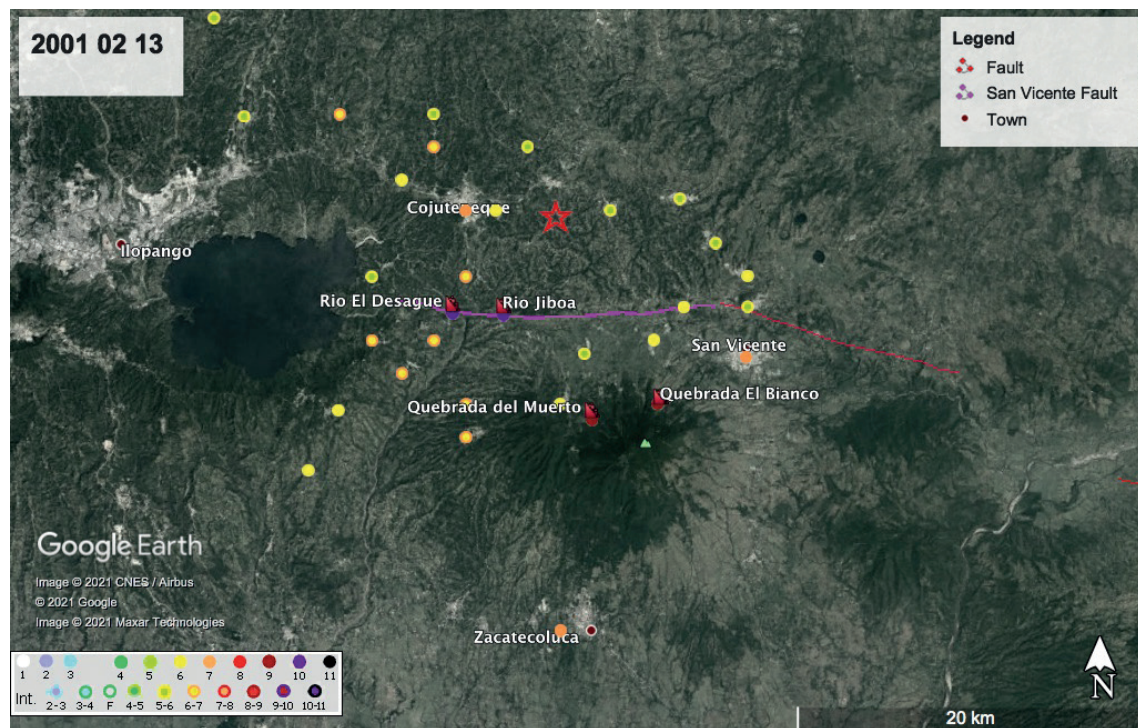 2001 02 13
Legend
Fault
San Vicente Fault
Town
Cojutepeque
Ilopango
Rio El Desague
Rio Jiboa
San Vicente
Quebrada del Muerto
Quebrada El Bianco
Google Earth
Image © 2021 CNES / Airbus
© 2021 Google
Image © 2021 Maxar Technologies
Zacatecoluca
1 2 3 4 5 6 7 8 9 10 11
Int. 2-3 3-4 F 4-5 5-6 6-7 7-8 8-9 9-10 10-11
N
20 km